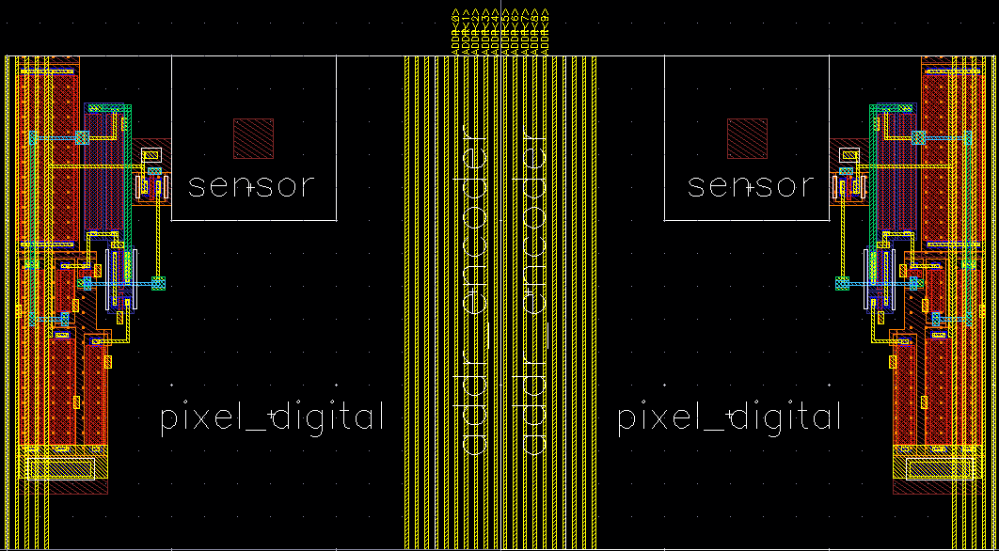 ADDR<0>
ADDR<1>
ADDR<2>
ADDR<3>
ADDR<4>
ADDR<5>
ADDR<6>
ADDR<7>
ADDR<8>
ADDR<9>
sensor
addr_encoder
addr_encoder
sensor
pixel_digital
pixel_digital